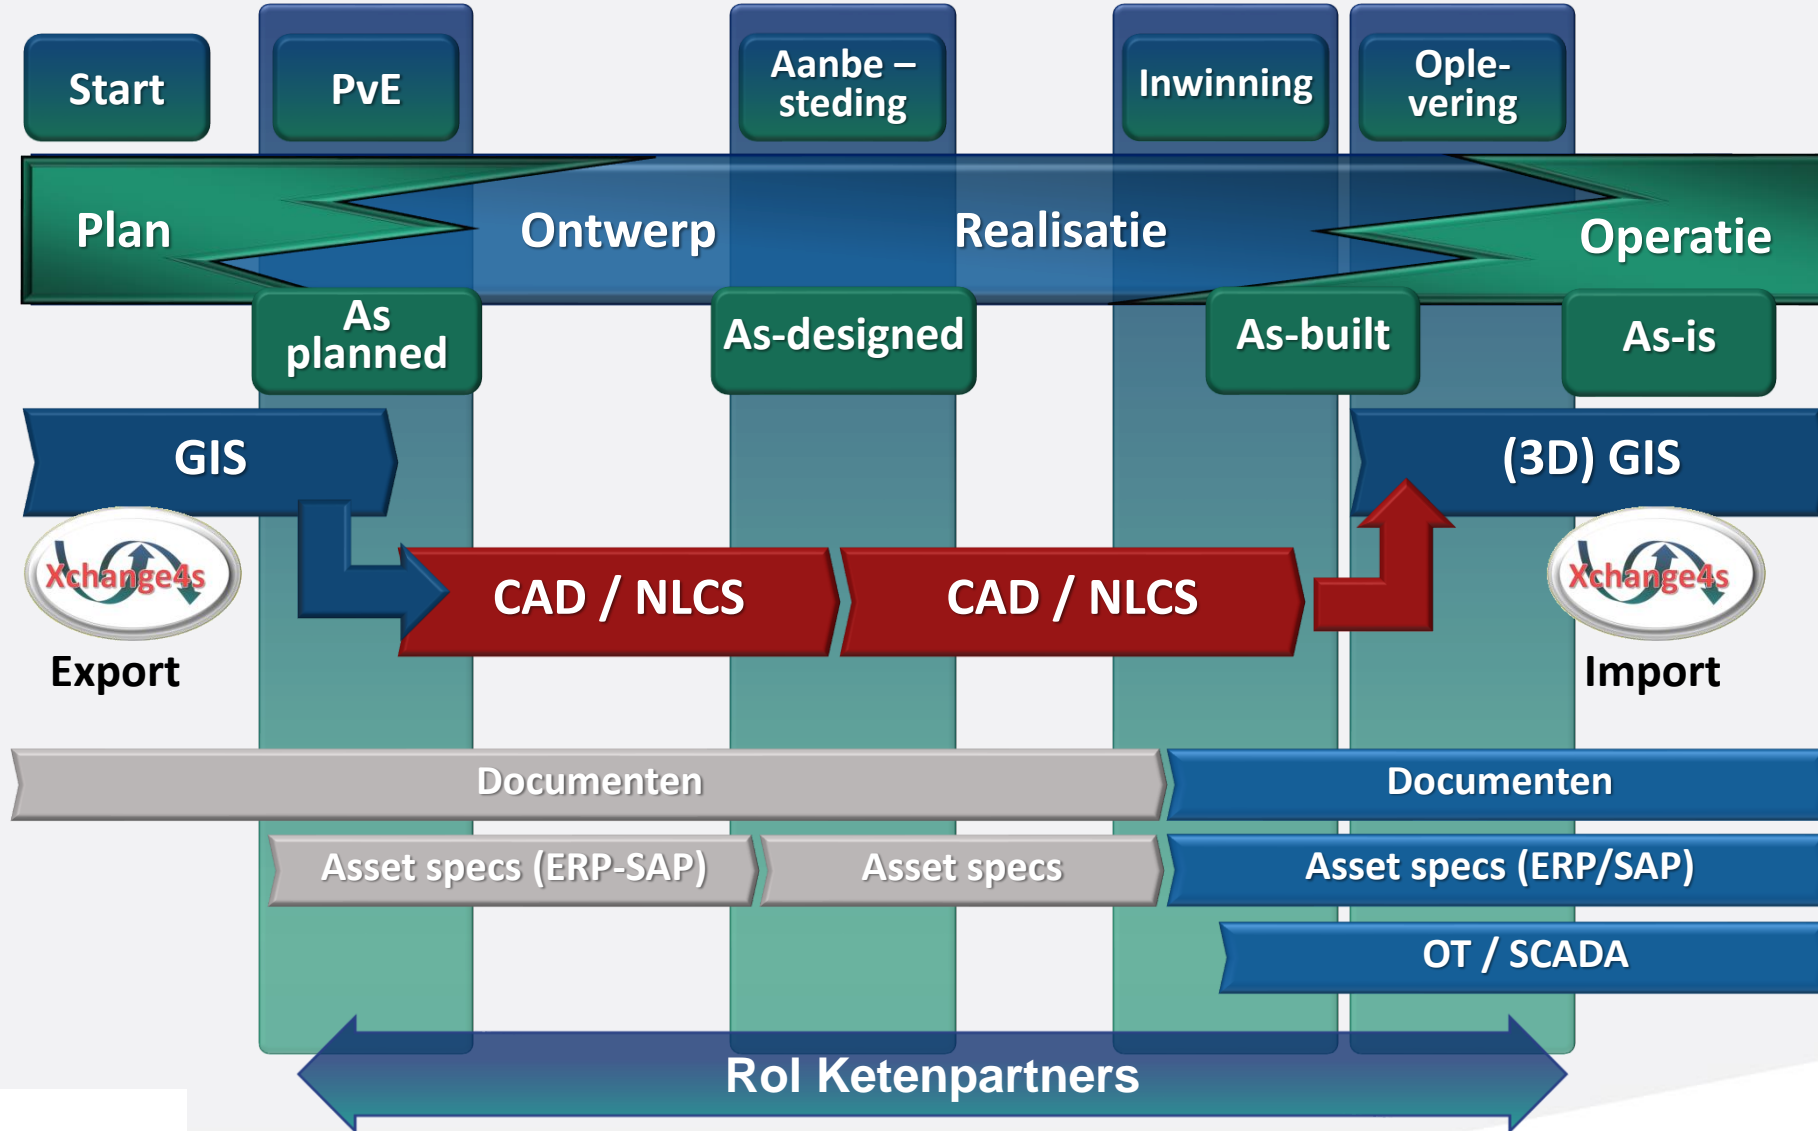 Start
PvE
Aanbe –
steding
Inwinning
Ople-
vering
Plan
Ontwerp
Realisatie
Operatie
As
planned
As-designed
As-built
As-is
GIS
(3D) GIS
Xchange4s
Export
CAD / NLCS
CAD / NLCS
Xchange4s
Import
Documenten
Documenten
Asset specs (ERP-SAP)
Asset specs
Asset specs (ERP/SAP)
OT / SCADA
Rol Ketenpartners